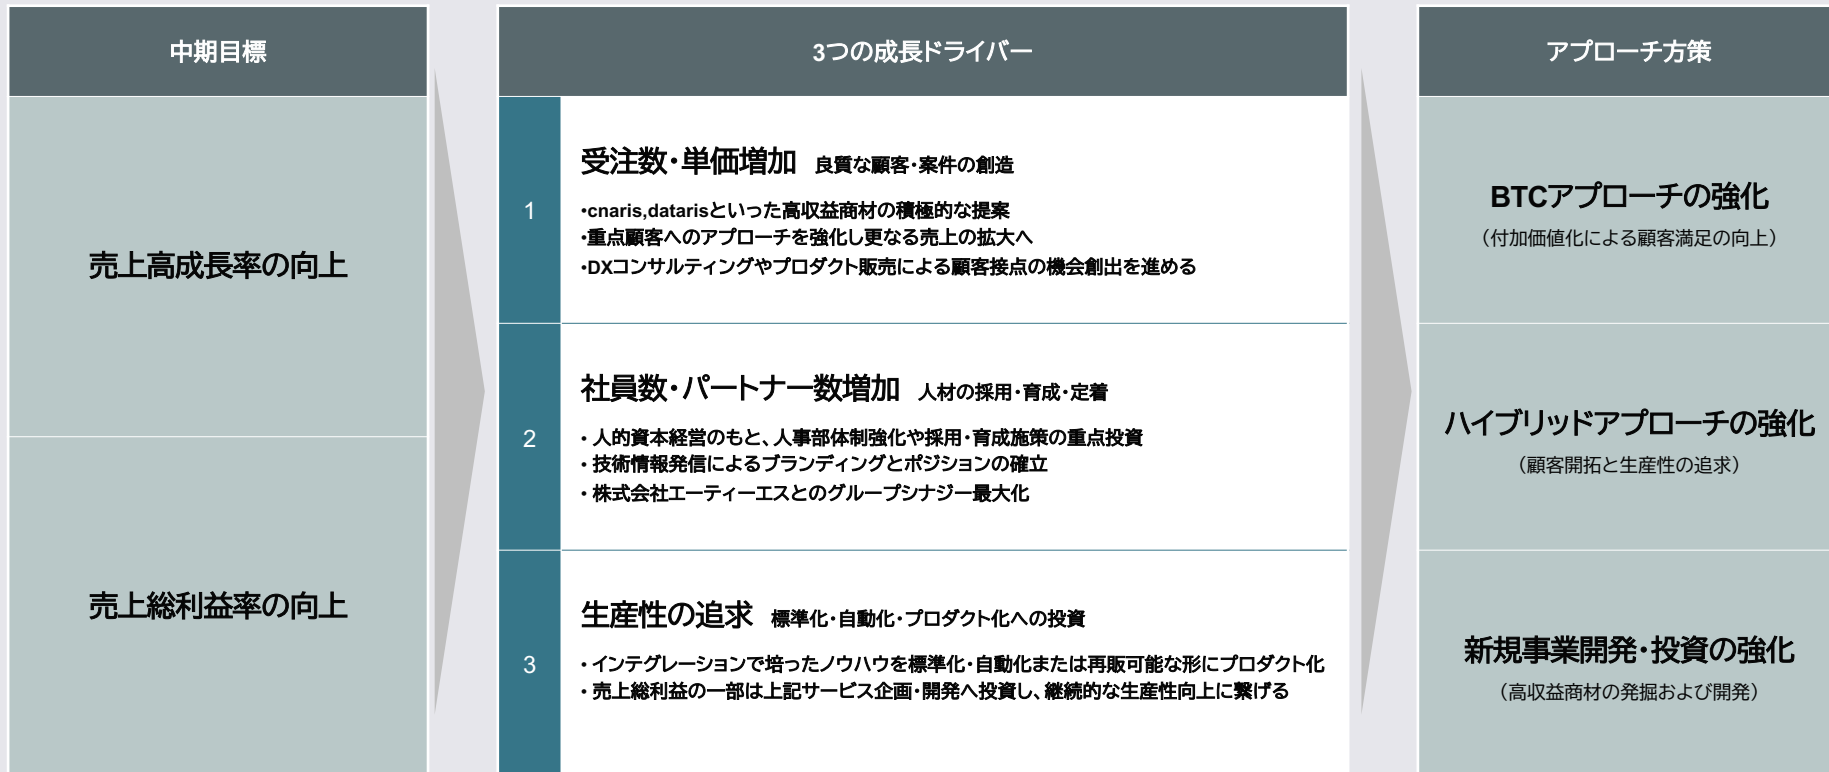 中期目標
売上高成長率の向上
売上総利益率の向上
3つの成長ドライバー
1
受注数・単価増加 良質な顧客・案件の創造
・cnaris,datarisといった高収益商材の積極的な提案
・重点顧客へのアプローチを強化し更なる売上の拡大へ
・DXコンサルティングやプロダクト販売による顧客接点の機会創出を進める
2
社員数・パートナー数増加 人材の採用・育成・定着
・人的資本経営のもと、人事部体制強化や採用・育成施策の重点投資
・技術情報発信によるブランディングとポジションの確立
・株式会社エーティーエスとのグループシナジー最大化
3
生産性の追求 標準化・自動化・プロダクト化への投資
・インテグレーションで培ったノウハウを標準化・自動化または再販可能な形にプロダクト化
・売上総利益の一部は上記サービス企画・開発へ投資し、継続的な生産性向上に繋げる
アプローチ方策
BTCアプローチの強化
（付加価値化による顧客満足の向上）
ハイブリッドアプローチの強化
（顧客開拓と生産性の追求）
新規事業開発・投資の強化
（高収益商材の発掘および開発）